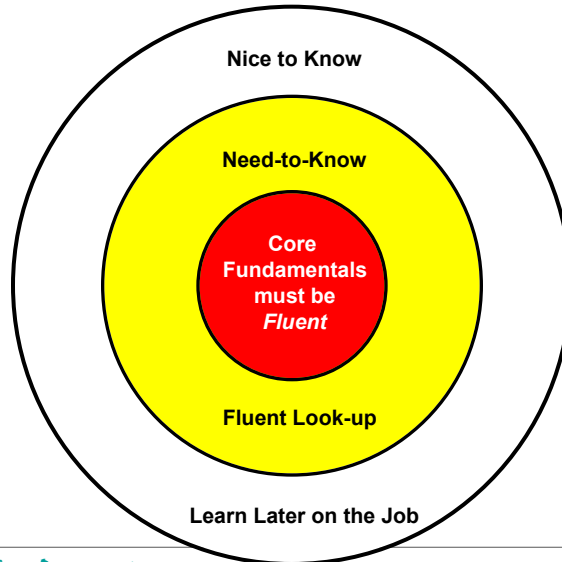 Nice to Know
Need-to-Know
Core
Fundamentals
must be
Fluent
Fluent Look-up
Learn Later on the Job